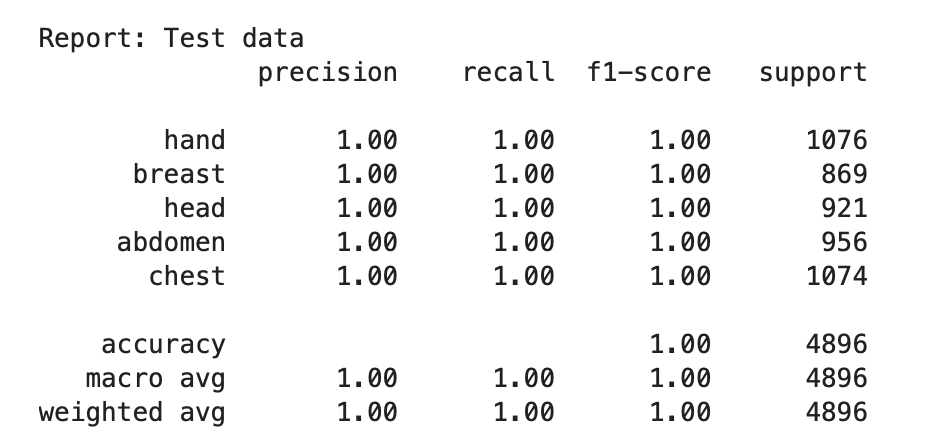 Report: Test data
precision recall f1-score support
hand 1.00 1.00 1.00 1076
breast 1.00 1.00 1.00 869
head 1.00 1.00 1.00 921
abdomen 1.00 1.00 1.00 956
chest 1.00 1.00 1.00 1074
accuracy 1.00 4896
macro avg 1.00 1.00 1.00 4896
weighted avg 1.00 1.00 1.00 4896